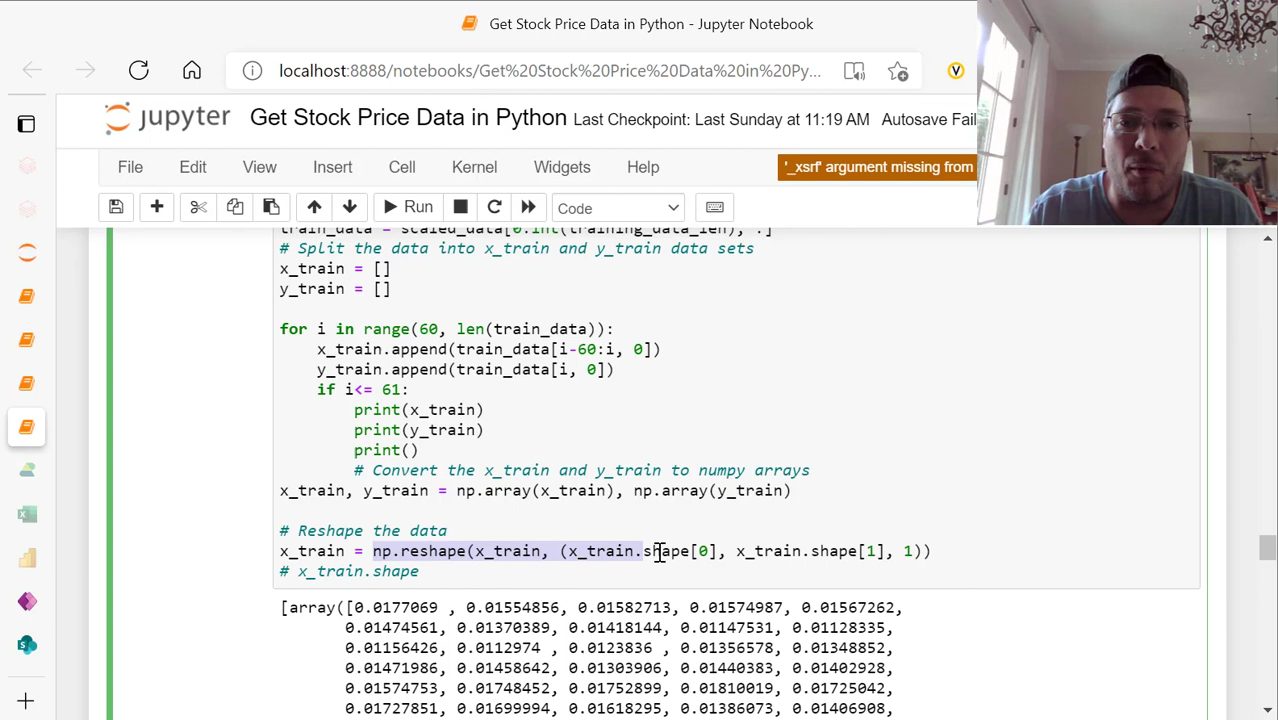 Get Stock Price Data in Python - Jupyter Notebook
localhost:8888/notebooks/Get%20Stock%20Price%20Data%20in%20Py...
jupyter Get Stock Price Data in Python Last Checkpoint: Last Sunday at 11:19 AM Autosave Fail
File Edit View Insert Cell Kernel Widgets Help '_xsrf' argument missing from
Run Code
train_data = scaled_data[0:int(training_data_len), :]
# Split the data into x_train and y_train data sets
x_train = []
y_train = []
for i in range(60, len(train_data)):
x_train.append(train_data[i-60:i, 0])
y_train.append(train_data[i, 0])
if i<= 61:
print(x_train)
print(y_train)
print()
# Convert the x_train and y_train to numpy arrays
x_train, y_train = np.array(x_train), np.array(y_train)
# Reshape the data
x_train = np.reshape(x_train, (x_train.shape[0], x_train.shape[1], 1))
# x_train.shape
[array([0.0177069 , 0.01554856, 0.01582713, 0.01574987, 0.01567262,
0.01474561, 0.01370389, 0.01418144, 0.01147531, 0.01128335,
0.01156426, 0.0112974 , 0.0123836 , 0.01356578, 0.01348852,
0.01471986, 0.01458642, 0.01303906, 0.01440383, 0.01402928,
0.01574753, 0.01748452, 0.01752899, 0.01810019, 0.01725042,
0.01727851, 0.01699994, 0.01618295, 0.01386073, 0.01406908,